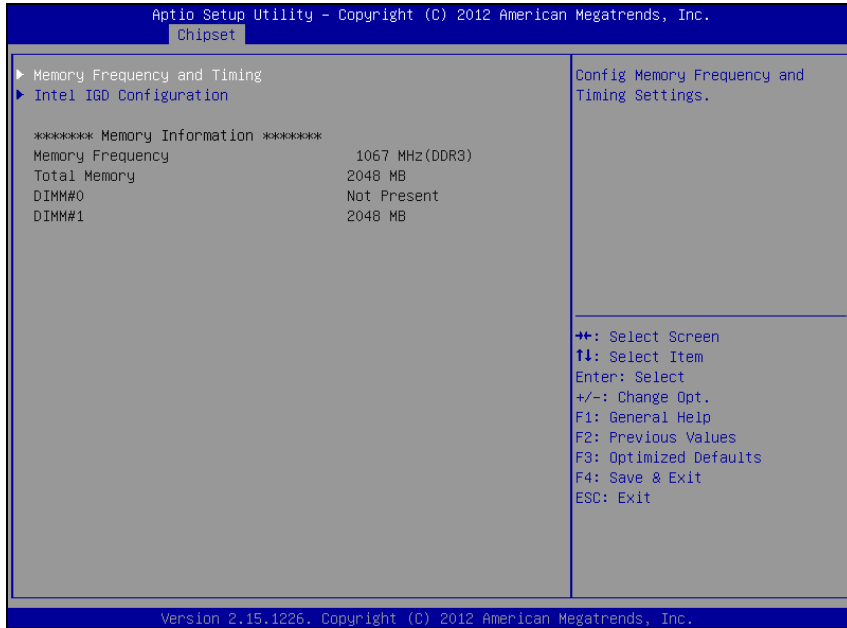 Aptio Setup Utility – Copyright (C) 2012 American Megatrends, Inc.
Chipset
▶ Memory Frequency and Timing
▶ Intel IGD Configuration
******* Memory Information *******
Memory Frequency 1067 MHz(DDR3)
Total Memory 2048 MB
DIMM#0 Not Present
DIMM#1 2048 MB
Config Memory Frequency and
Timing Settings.
→←: Select Screen
↑↓: Select Item
Enter: Select
+/-: Change Opt.
F1: General Help
F2: Previous Values
F3: Optimized Defaults
F4: Save & Exit
ESC: Exit
Version 2.15.1226. Copyright (C) 2012 American Megatrends, Inc.